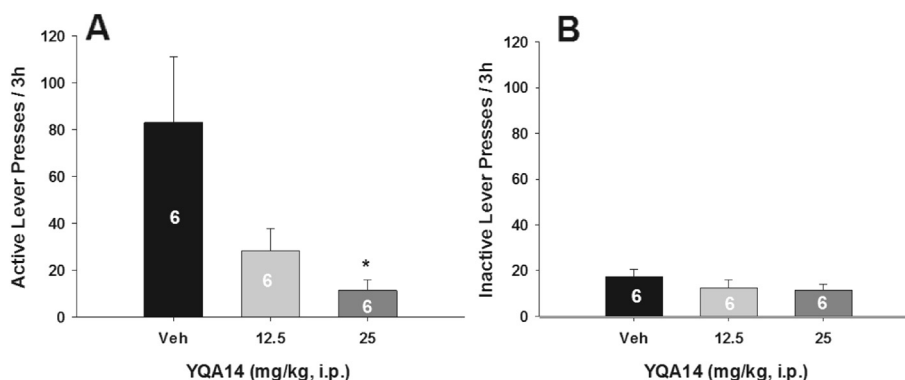 A
Active Lever Presses / 3h
120
100
80
60
40
20
0
6
6
*
6
Veh 12.5 25
YQA14 (mg/kg, i.p.)
B
Inactive Lever Presses / 3h
120
100
80
60
40
20
0
6
6
6
Veh 12.5 25
YQA14 (mg/kg, i.p.)